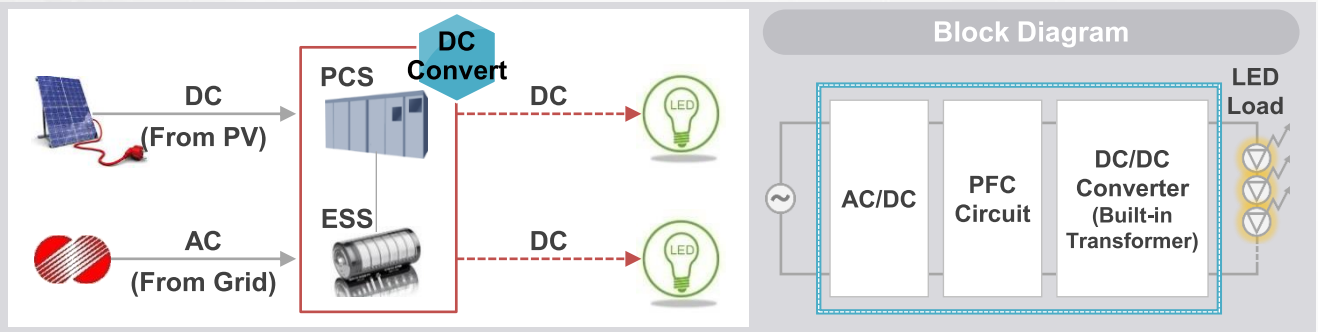 DC
(From PV)
AC
(From Grid)
DC
Convert
PCS
ESS
DC
LED
DC
LED
Block Diagram
AC/DC
PFC
Circuit
DC/DC
Converter
(Built-in
Transformer)
LED
Load